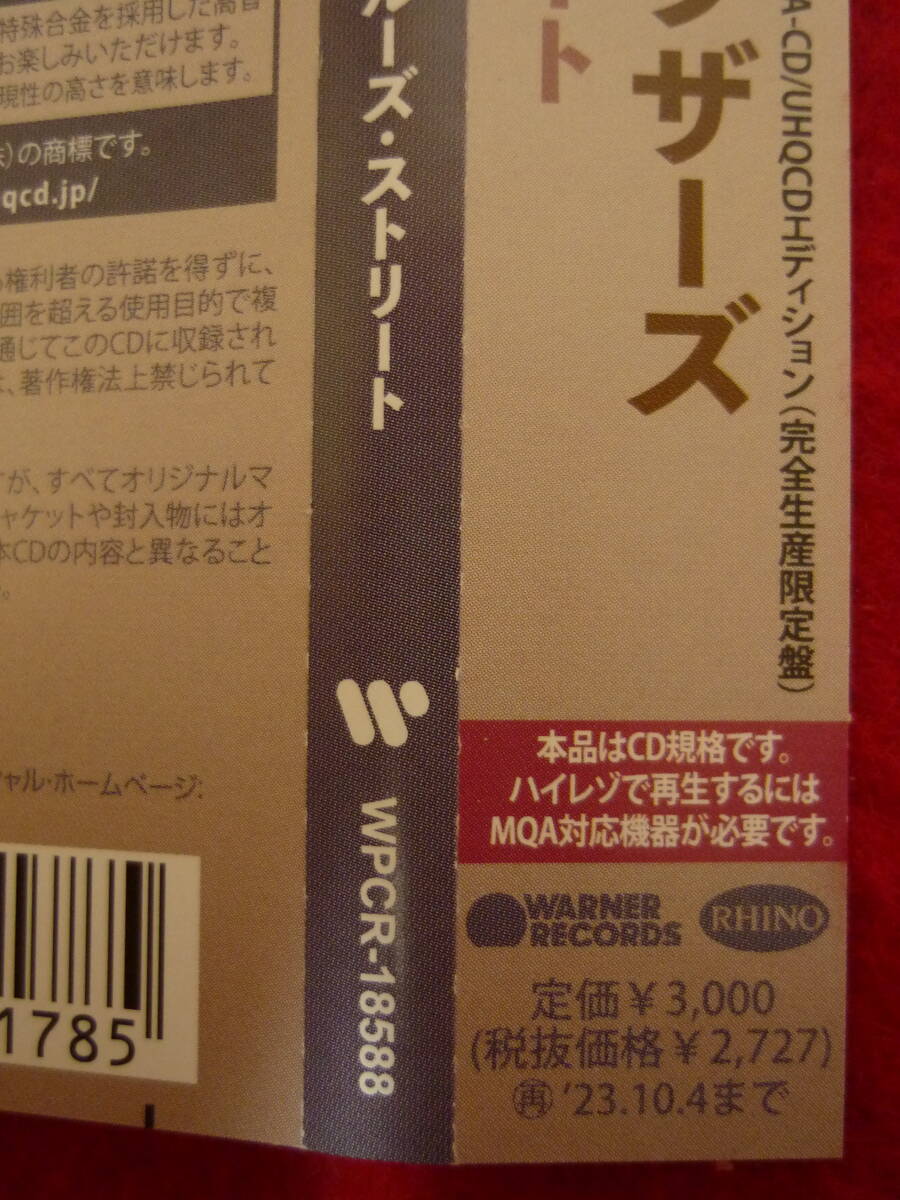 特殊合金を採用した高音
お楽しみいただけます。
現性の高さを意味します。
の商標です。
qcd.jp/
権利者の許諾を得ずに、
囲を超える使用目的で複
通じてこのCDに収録され
、著作権法上禁じられて
が、すべてオリジナルマ
ャケットや封入物にはオ
本CDの内容と異なること
。
ャル・ホームページ:
1785
ルーズ・ストリート
WPCR-18588
ザーズ
ト
A-CD/UHQCDエディション(完全生産限定盤)
本品はCD規格です。
ハイレゾで再生するには
MQA対応機器が必要です。
WARNER
RECORDS
RHINO
定価¥3,000
(税抜価格¥2,727)
再 '23.10.4まで